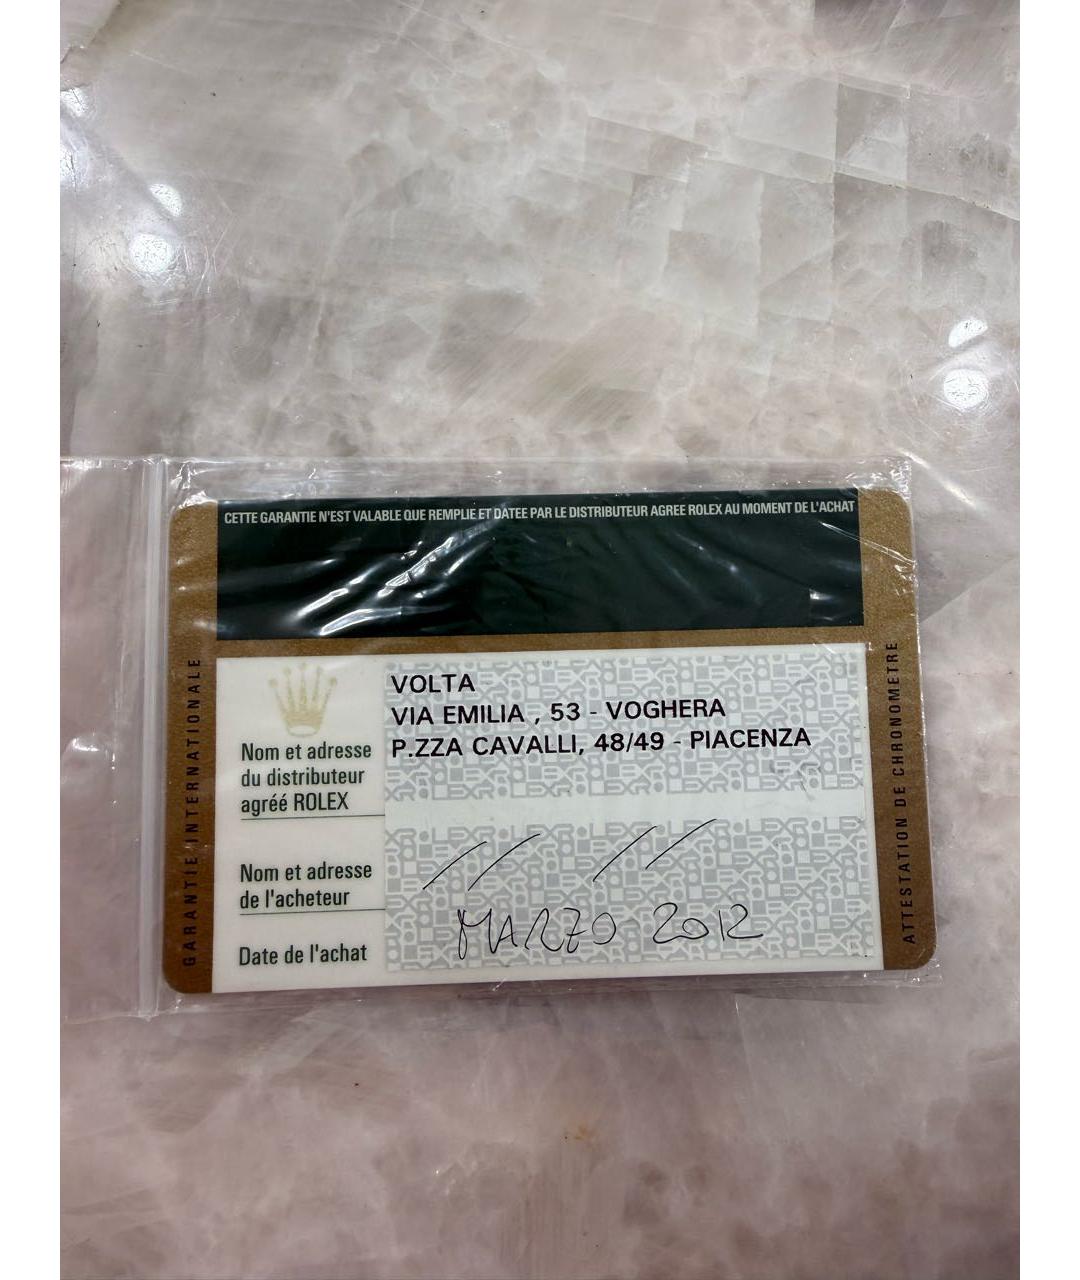 CETTE GARANTIE N'EST VALABLE QUE REMPLIE ET DATEE PAR LE DISTRIBUTEUR AGREE ROLEX AU MOMENT DE L'ACHAT
GARANTIE INTERNATIONALE
VOLTA
VIA EMILIA , 53 - VOGHERA
P.ZZA CAVALLI, 48/49 - PIACENZA
Nom et adresse
du distributeur
agréé ROLEX
Nom et adresse
de l'acheteur
Date de l'achat
MARZO 2012
ATTESTATION DE CHRONOMETRE